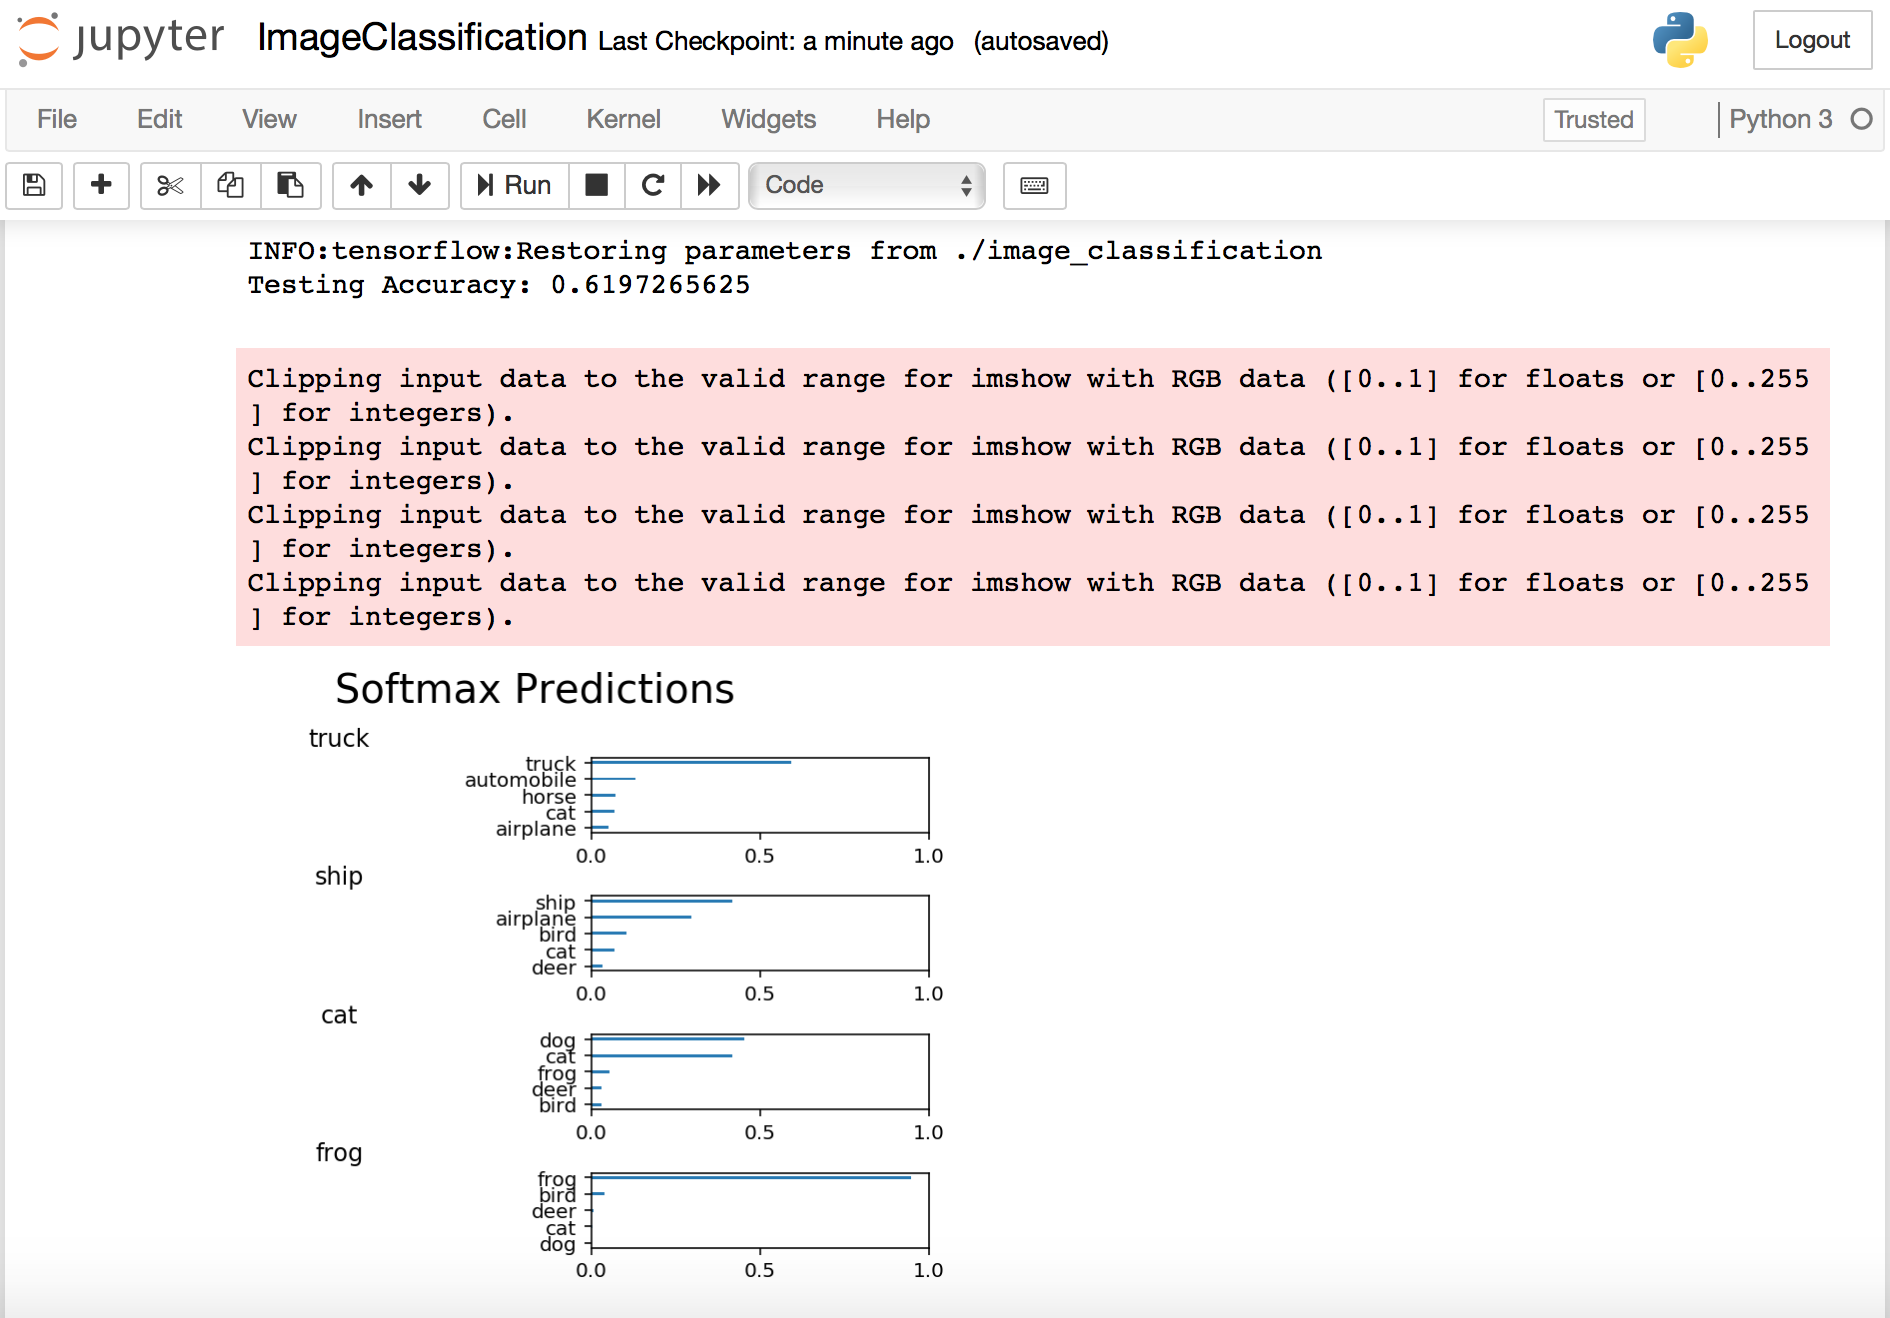 jupyter ImageClassification Last Checkpoint: a minute ago (autosaved) Logout
File Edit View Insert Cell Kernel Widgets Help Trusted Python 3
Run Code
INFO:tensorflow:Restoring parameters from ./image_classification
Testing Accuracy: 0.6197265625
Clipping input data to the valid range for imshow with RGB data ([0..1] for floats or [0..255
] for integers).
Clipping input data to the valid range for imshow with RGB data ([0..1] for floats or [0..255
] for integers).
Clipping input data to the valid range for imshow with RGB data ([0..1] for floats or [0..255
] for integers).
Clipping input data to the valid range for imshow with RGB data ([0..1] for floats or [0..255
] for integers).
Softmax Predictions
truck
truck
automobile
horse
cat
airplane
0.0 0.5 1.0
ship
ship
airplane
bird
cat
deer
0.0 0.5 1.0
cat
dog
cat
frog
deer
bird
0.0 0.5 1.0
frog
frog
bird
deer
cat
dog
0.0 0.5 1.0